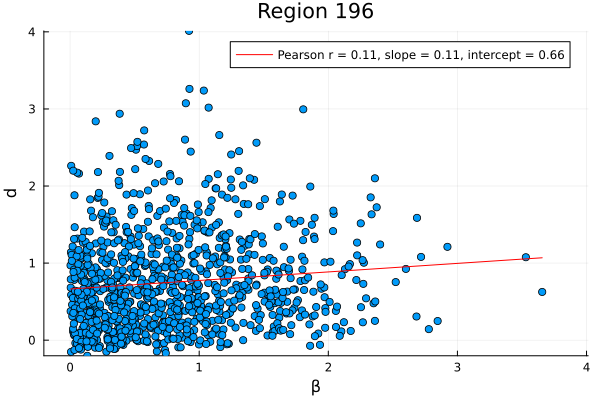 Region 196
Pearson r = 0.11, slope = 0.11, intercept = 0.66
4
3
2
1
0
d
0 1 2 3 4
β